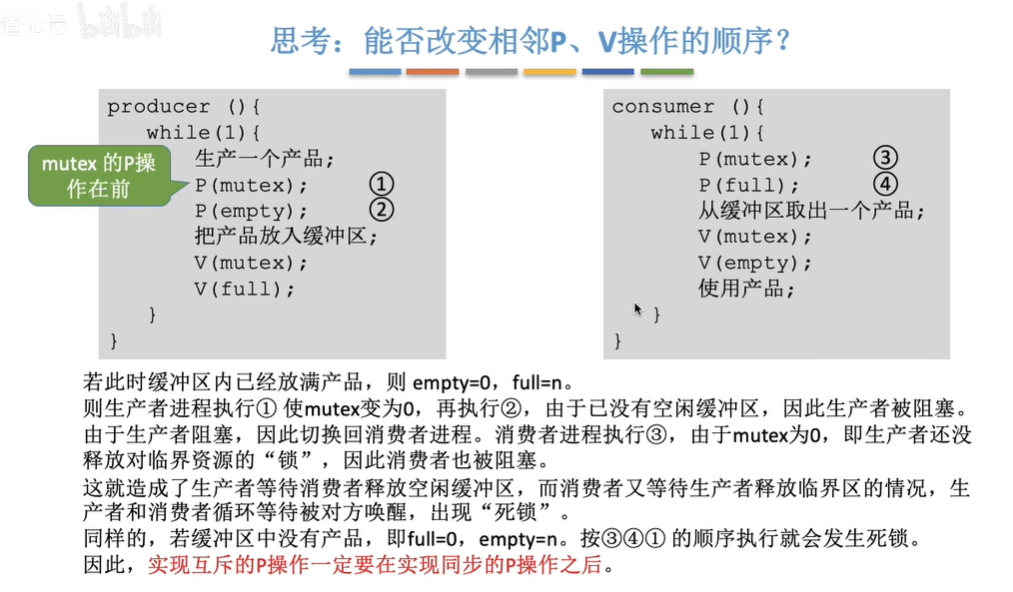 思考：能否改变相邻P、V操作的顺序？
producer (){
while(1){
生产一个产品;
P(mutex); ①
P(empty); ②
把产品放入缓冲区;
V(mutex);
V(full);
}
}
mutex 的P操
作在前
consumer (){
while(1){
P(mutex); ③
P(full); ④
从缓冲区取出一个产品;
V(mutex);
V(empty);
使用产品;
}
}
若此时缓冲区内已经放满产品，则 empty=0，full=n。
则生产者进程执行① 使mutex变为0，再执行②，由于已没有空闲缓冲区，因此生产者被阻塞。
由于生产者阻塞，因此切换回消费者进程。消费者进程执行③，由于mutex为0，即生产者还没
释放对临界资源的“锁”，因此消费者也被阻塞。
这就造成了生产者等待消费者释放空闲缓冲区，而消费者又等待生产者释放临界区的情况，生
产者和消费者循环等待被对方唤醒，出现“死锁”。
同样的，若缓冲区中没有产品，即full=0，empty=n。按③④① 的顺序执行就会发生死锁。
因此，实现互斥的P操作一定要在实现同步的P操作之后。